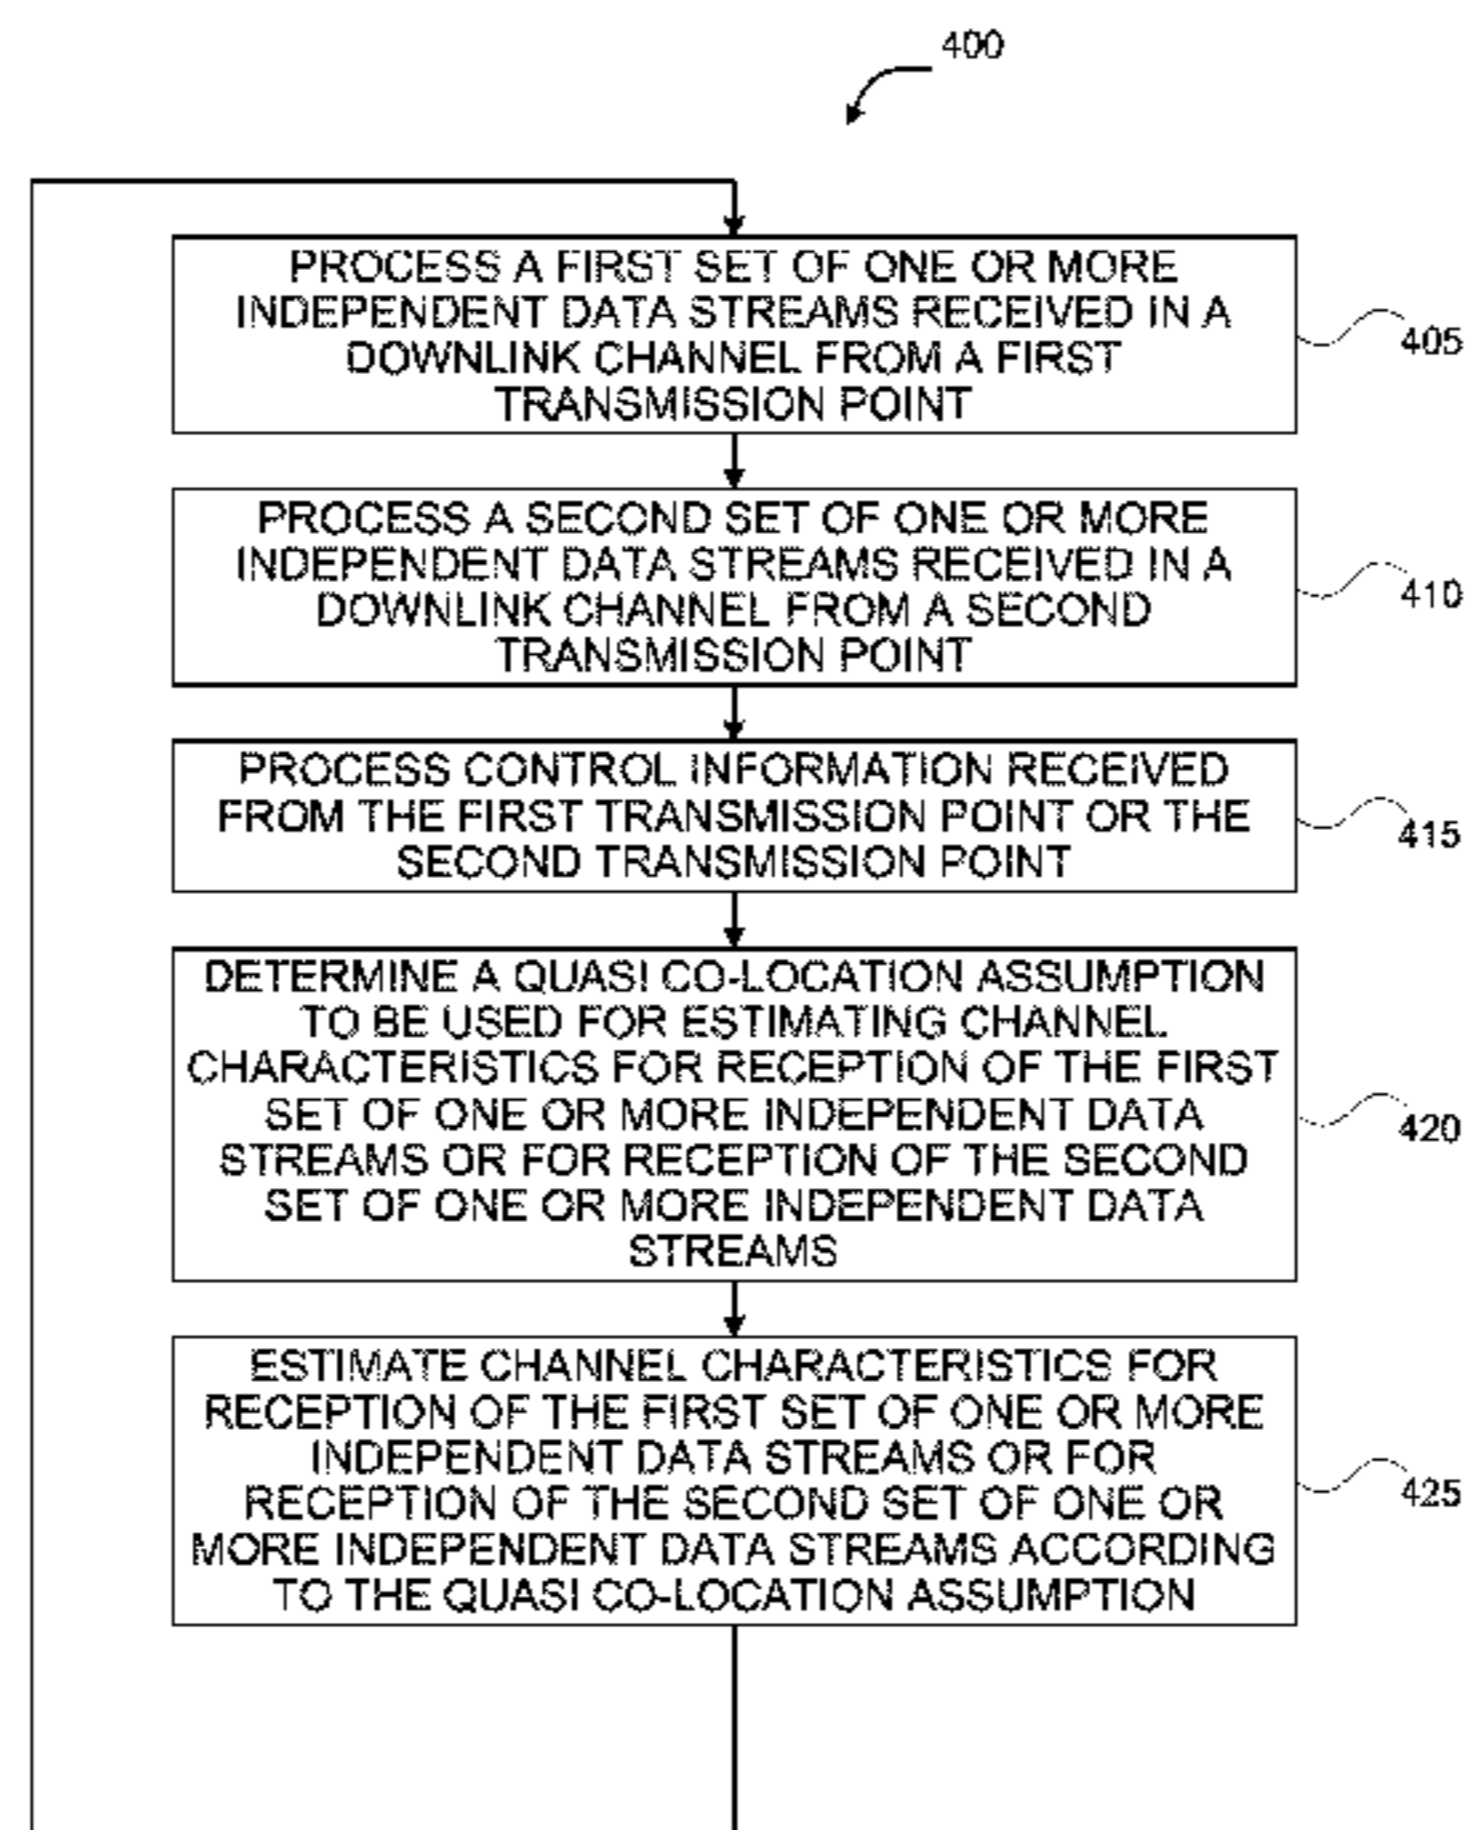 400
PROCESS A FIRST SET OF ONE OR MORE
INDEPENDENT DATA STREAMS RECEIVED IN A
DOWNLINK CHANNEL FROM A FIRST
TRANSMISSION POINT
405
PROCESS A SECOND SET OF ONE OR MORE
INDEPENDENT DATA STREAMS RECEIVED IN A
DOWNLINK CHANNEL FROM A SECOND
TRANSMISSION POINT
410
PROCESS CONTROL INFORMATION RECEIVED
FROM THE FIRST TRANSMISSION POINT OR THE
SECOND TRANSMISSION POINT
415
DETERMINE A QUASI CO-LOCATION ASSUMPTION
TO BE USED FOR ESTIMATING CHANNEL
CHARACTERISTICS FOR RECEPTION OF THE FIRST
SET OF ONE OR MORE INDEPENDENT DATA
STREAMS OR FOR RECEPTION OF THE SECOND
SET OF ONE OR MORE INDEPENDENT DATA
STREAMS
420
ESTIMATE CHANNEL CHARACTERISTICS FOR
RECEPTION OF THE FIRST SET OF ONE OR MORE
INDEPENDENT DATA STREAMS OR FOR
RECEPTION OF THE SECOND SET OF ONE OR
MORE INDEPENDENT DATA STREAMS ACCORDING
TO THE QUASI CO-LOCATION ASSUMPTION
425